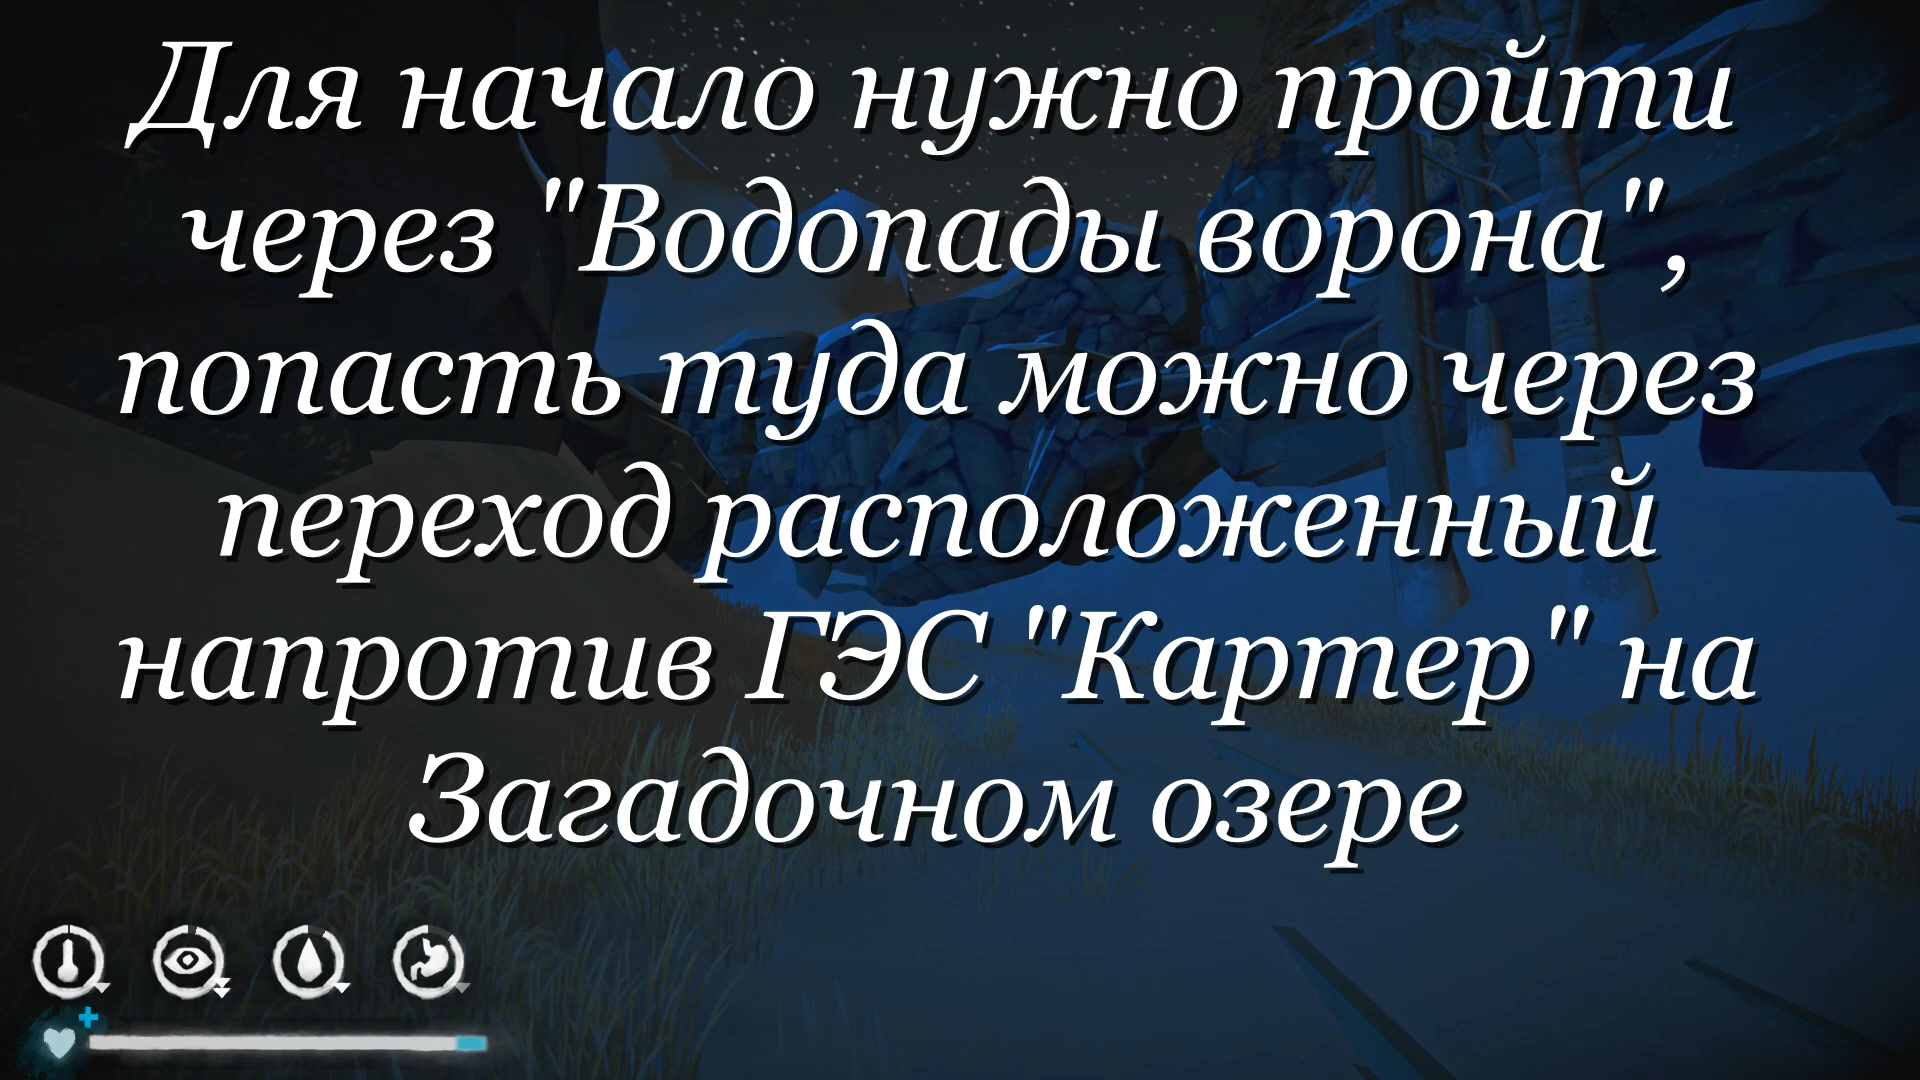 Для начало нужно пройти
через "Водопады ворона",
попасть туда можно через
переход расположенный
напротив ГЭС "Картер" на
Загадочном озере